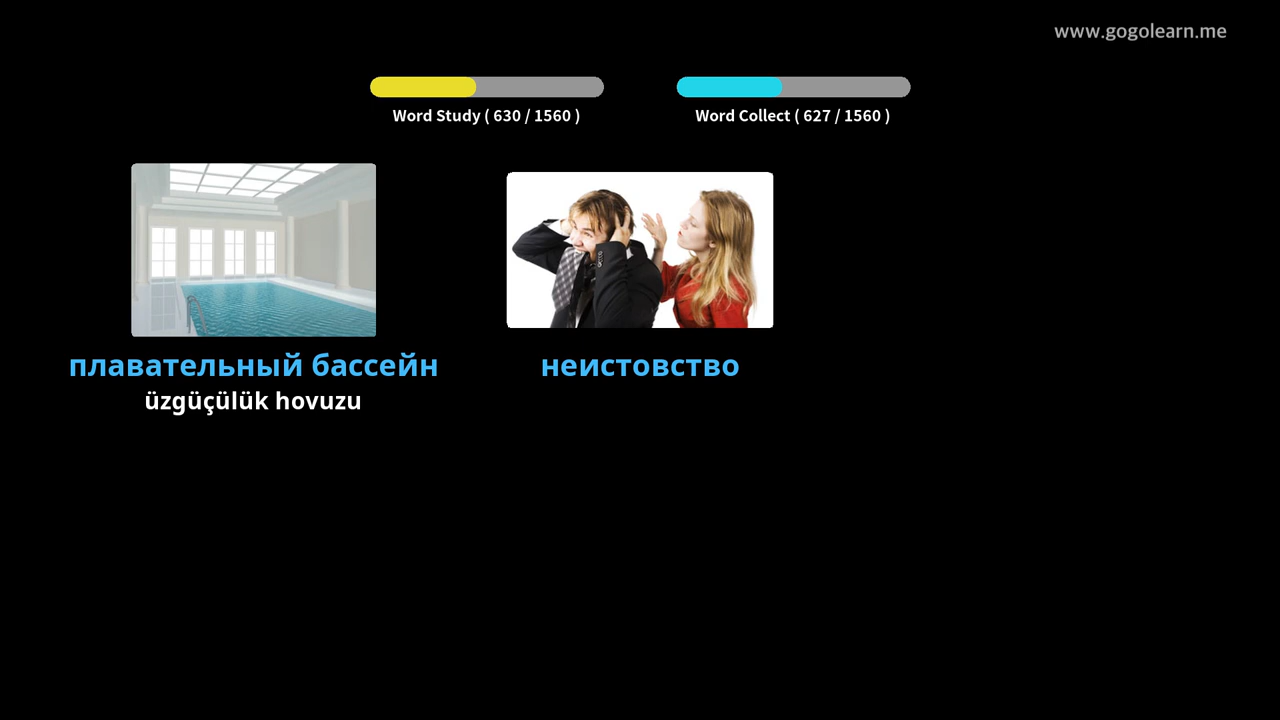 www.gogolearn.me
Word Study ( 630 / 1560 )
Word Collect ( 627 / 1560 )
плавательный бассейн
üzgüçülük hovuzu
неистовство